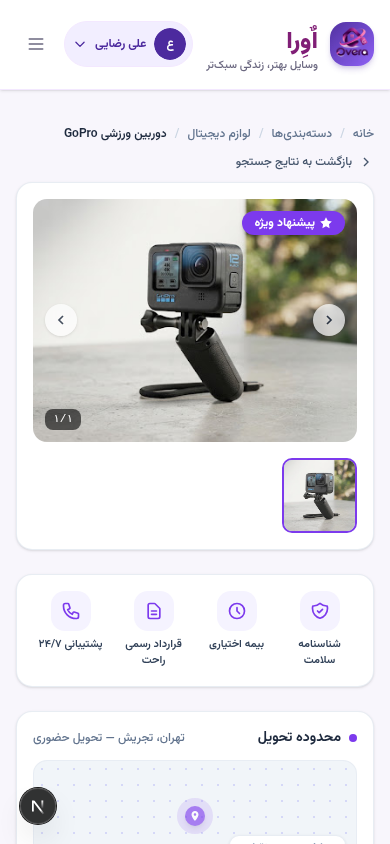 اُوِرا
Overa
وسایل بهتر، زندگی سبک‌تر
ع
علی رضایی
خانه / دسته‌بندی‌ها / لوازم دیجیتال / دوربین ورزشی GoPro
بازگشت به نتایج جستجو
پیشنهاد ویژه
۱/۱
شناسنامه سلامت
بیمه اختیاری
قرارداد رسمی راحت
پشتیبانی ۲۴/۷
محدوده تحویل
تهران، تجریش — تحویل حضوری
N